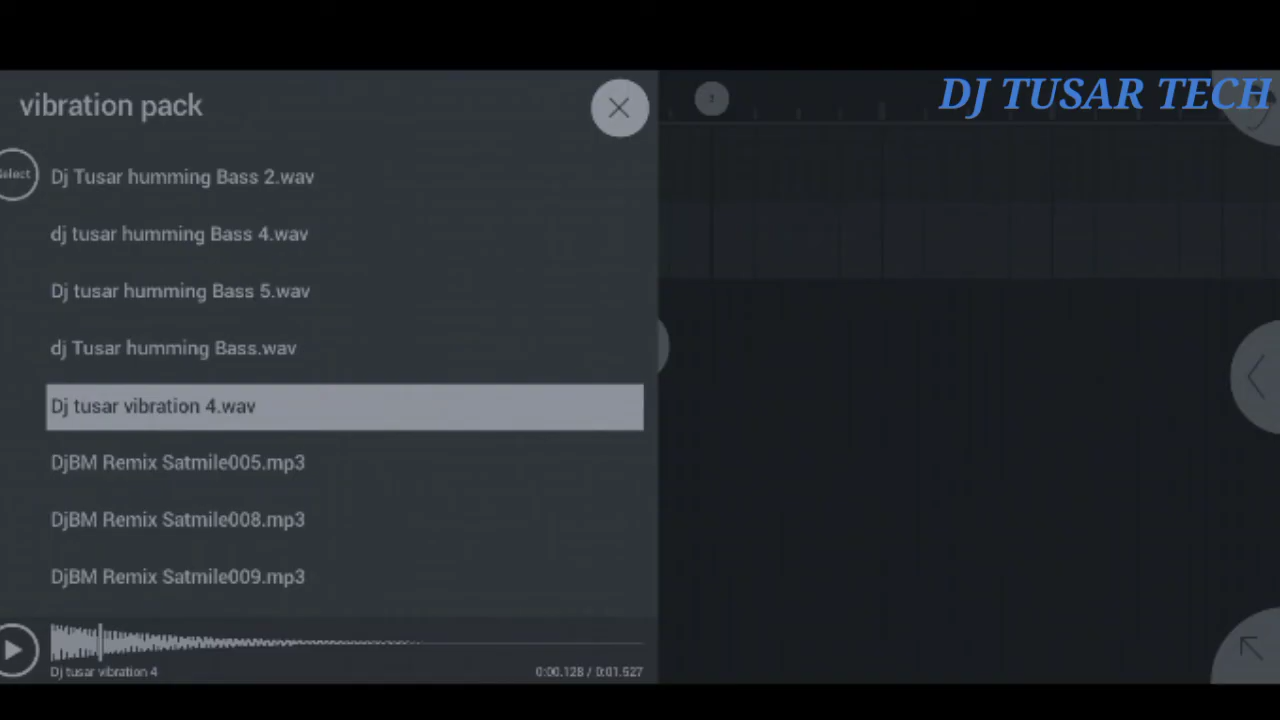 DJ TUSAR TECH
vibration pack
Select
Dj Tusar humming Bass 2.wav
dj tusar humming Bass 4.wav
Dj tusar humming Bass 5.wav
dj Tusar humming Bass.wav
Dj tusar vibration 4.wav
DjBM Remix Satmile005.mp3
DjBM Remix Satmile008.mp3
DjBM Remix Satmile009.mp3
Dj tusar vibration 4
0:00.128 / 0:01.527